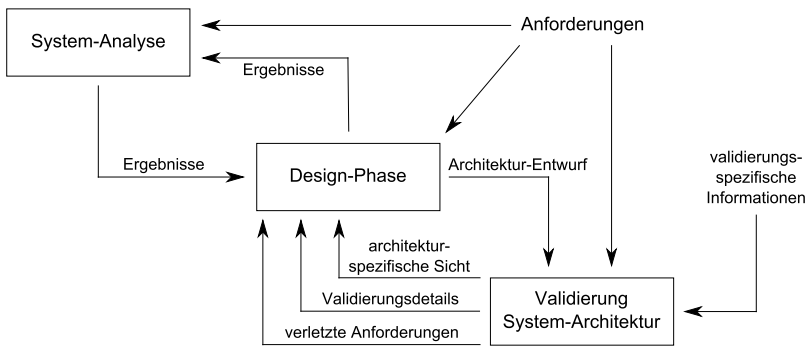 System-Analyse
Anforderungen
Ergebnisse
Ergebnisse
Design-Phase
Architektur-Entwurf
validierungs-
spezifische
Informationen
architektur-
spezifische Sicht
Validierungsdetails
verletzte Anforderungen
Validierung
System-Architektur